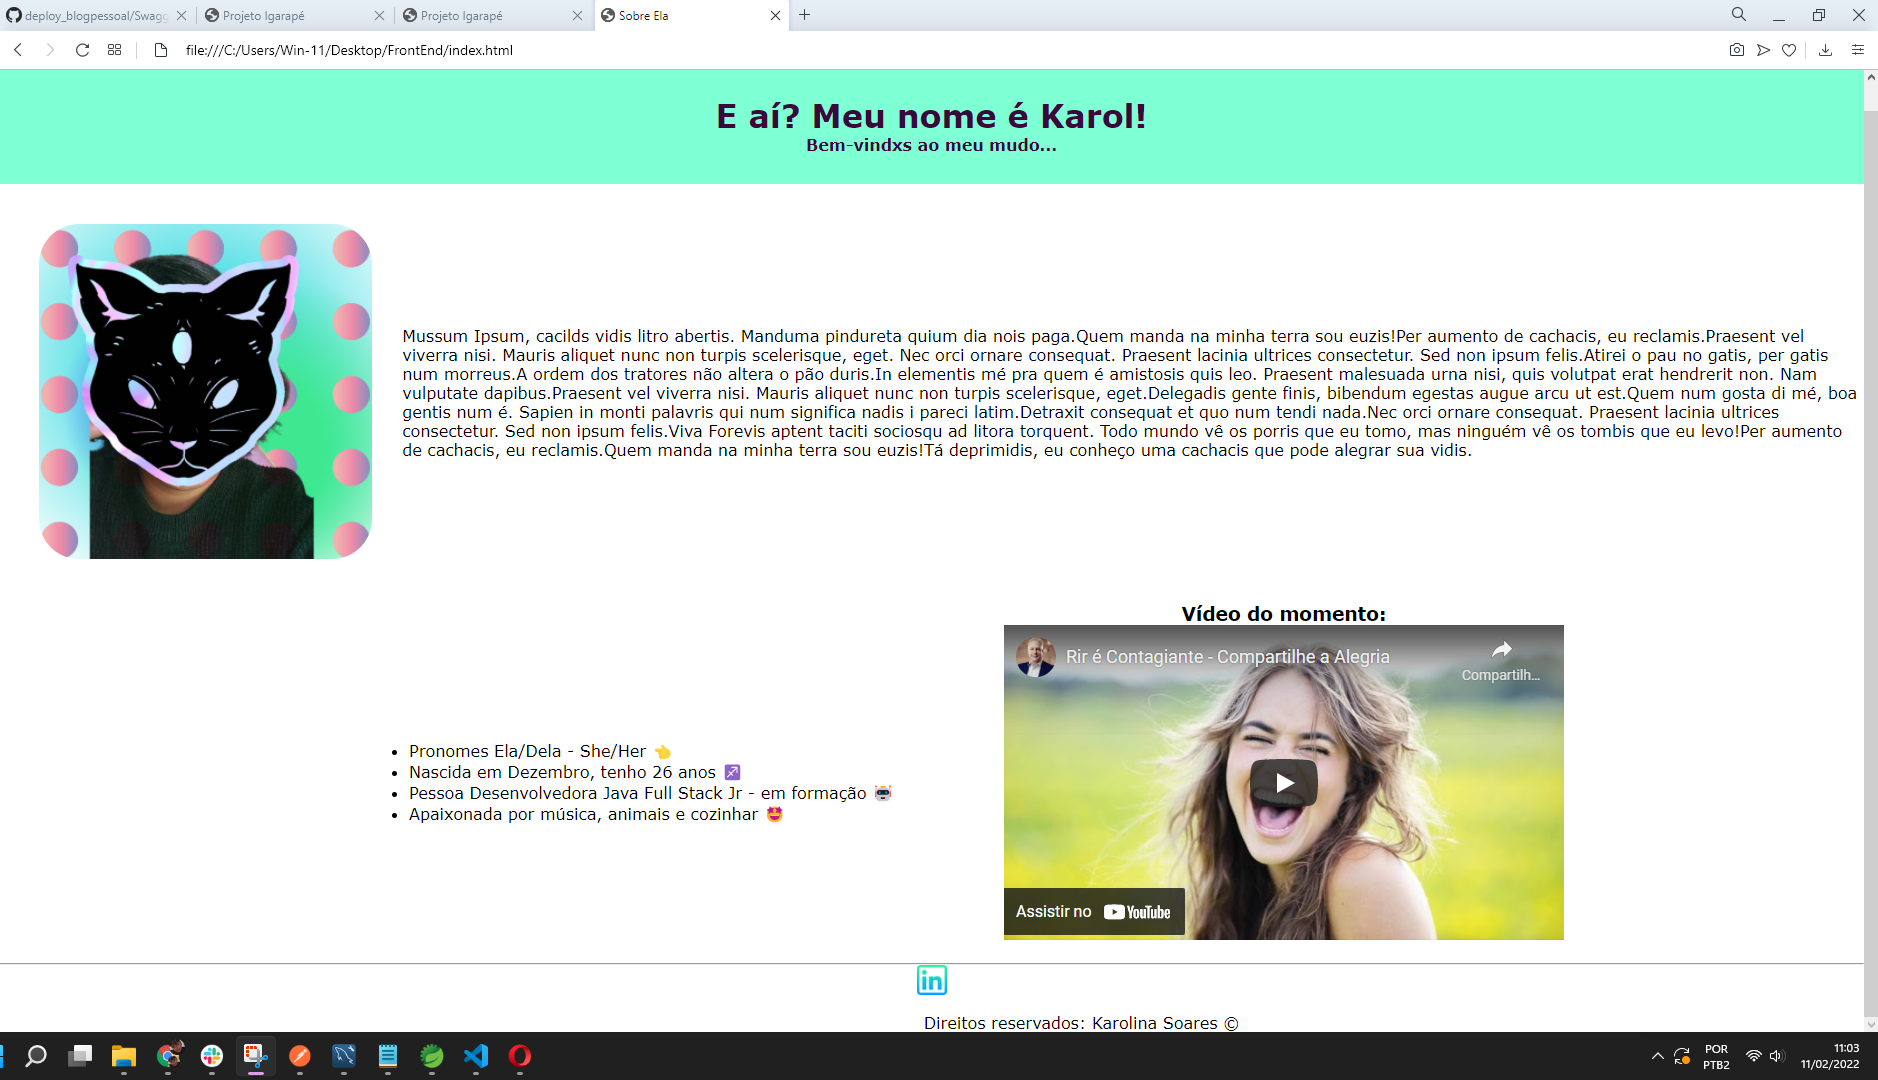 deploy_blogpessoal/Swagg
Projeto Igarapé
Projeto Igarapé
Sobre Ela
file:///C:/Users/Win-11/Desktop/FrontEnd/index.html
E aí? Meu nome é Karol!
Bem-vindxs ao meu mudo...
Mussum Ipsum, cacilds vidis litro abertis. Manduma pindureta quium dia nois paga.Quem manda na minha terra sou euzis!Per aumento de cachacis, eu reclamis.Praesent vel
viverra nisi. Mauris aliquet nunc non turpis scelerisque, eget. Nec orci ornare consequat. Praesent lacinia ultrices consectetur. Sed non ipsum felis.Atirei o pau no gatis, per gatis
num morreus.A ordem dos tratores não altera o pão duris.In elementis mé pra quem é amistosis quis leo. Praesent malesuada urna nisi, quis volutpat erat hendrerit non. Nam
vulputate dapibus.Praesent vel viverra nisi. Mauris aliquet nunc non turpis scelerisque, eget.Delegadis gente finis, bibendum egestas augue arcu ut est.Quem num gosta di mé, boa
gentis num é. Sapien in monti palavris qui num significa nadis i pareci latim.Detraxit consequat et quo num tendi nada.Nec orci ornare consequat. Praesent lacinia ultrices
consectetur. Sed non ipsum felis.Viva Forevis aptent taciti sociosqu ad litora torquent. Todo mundo vê os porris que eu tomo, mas ninguém vê os tombis que eu levo!Per aumento
de cachacis, eu reclamis.Quem manda na minha terra sou euzis!Tá deprimidis, eu conheço uma cachacis que pode alegrar sua vidis.
Vídeo do momento:
Rir é Contagiante - Compartilhe a Alegria
Compartilh...
Pronomes Ela/Dela - She/Her 👈
Nascida em Dezembro, tenho 26 anos ♐
Pessoa Desenvolvedora Java Full Stack Jr - em formação 🤖
Apaixonada por música, animais e cozinhar 🤩
Assistir no YouTube
in
Direitos reservados: Karolina Soares ©
POR
PTB2
11:03
11/02/2022